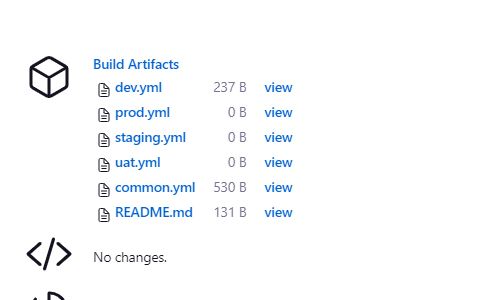 Build Artifacts
dev.yml 237 B view
prod.yml 0 B view
staging.yml 0 B view
uat.yml 0 B view
common.yml 530 B view
README.md 131 B view
No changes.